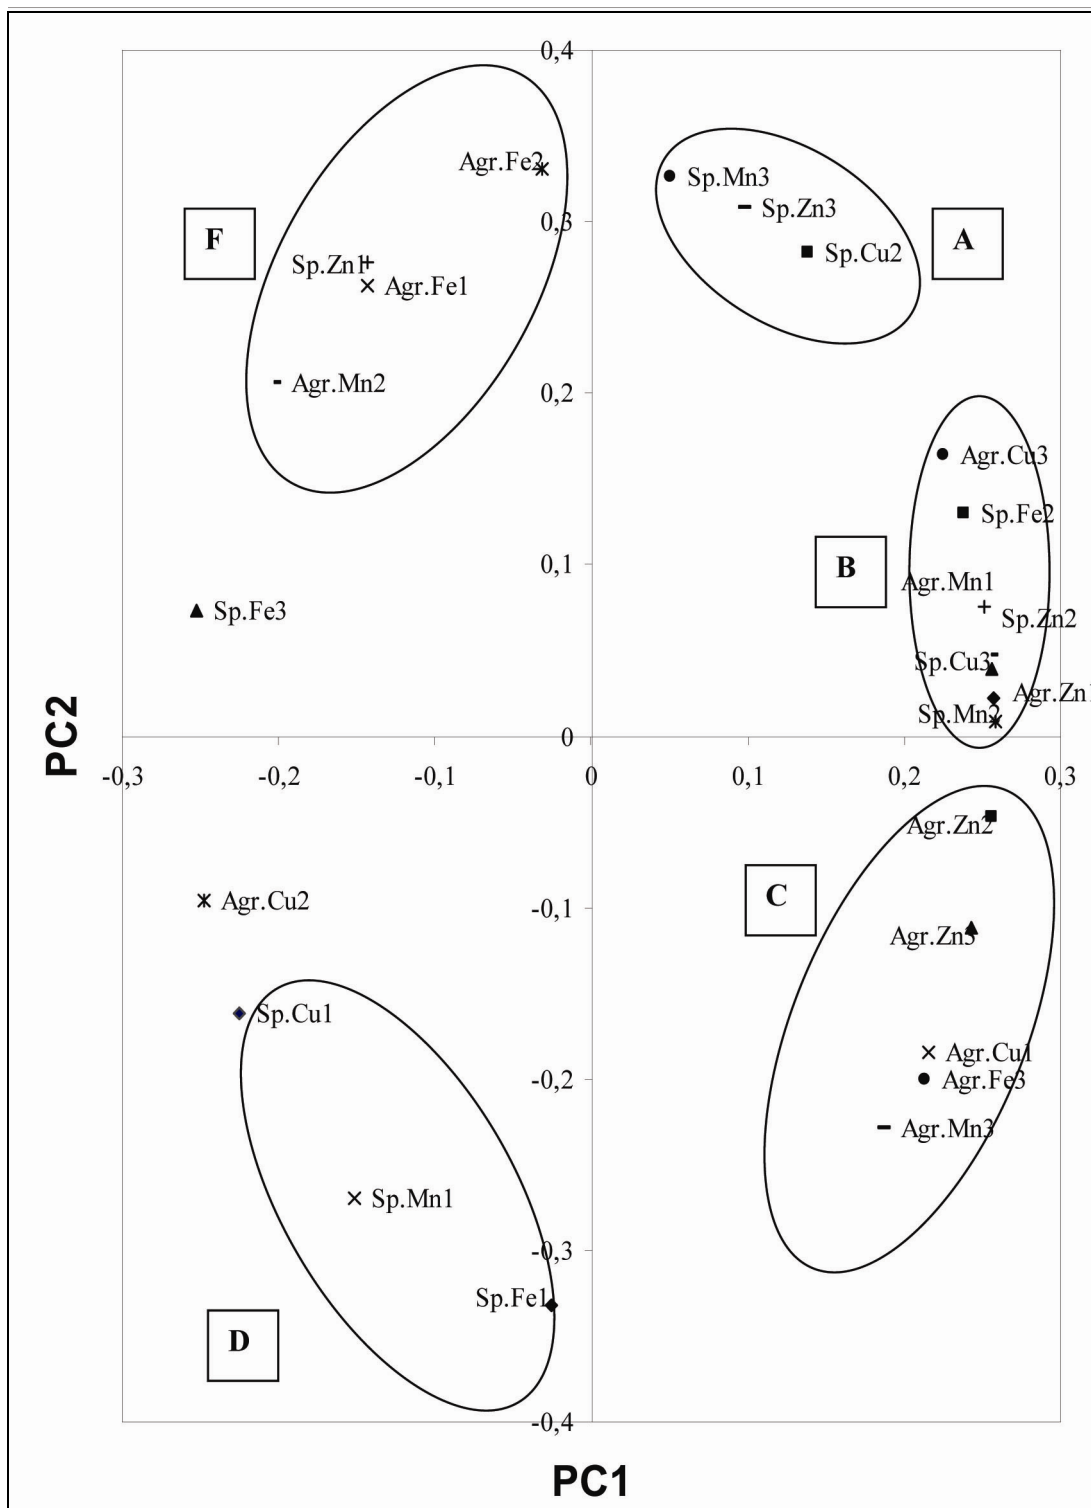 0,4
Agr.Fe2
Sp.Mn3
Sp.Zn3
0,3
F
Sp.Cu2
A
Sp.Zn1
Agr.Fe1
Agr.Mn2
0,2
Agr.Cu3
Sp.Fe2
0,1
B
Agr.Mn1
Sp.Fe3
Sp.Zn2
Sp.Cu3
Agr.Zn1
Sp.Mn2
PC2
0
-0,3
-0,2
-0,1
0
0,1
0,2
0,3
Agr.Zn2
Agr.Cu2
-0,1
C
Agr.Zn3
Sp.Cu1
Agr.Cu1
-0,2
Agr.Fe3
Agr.Mn3
Sp.Mn1
-0,3
Sp.Fe1
D
-0,4
PC1